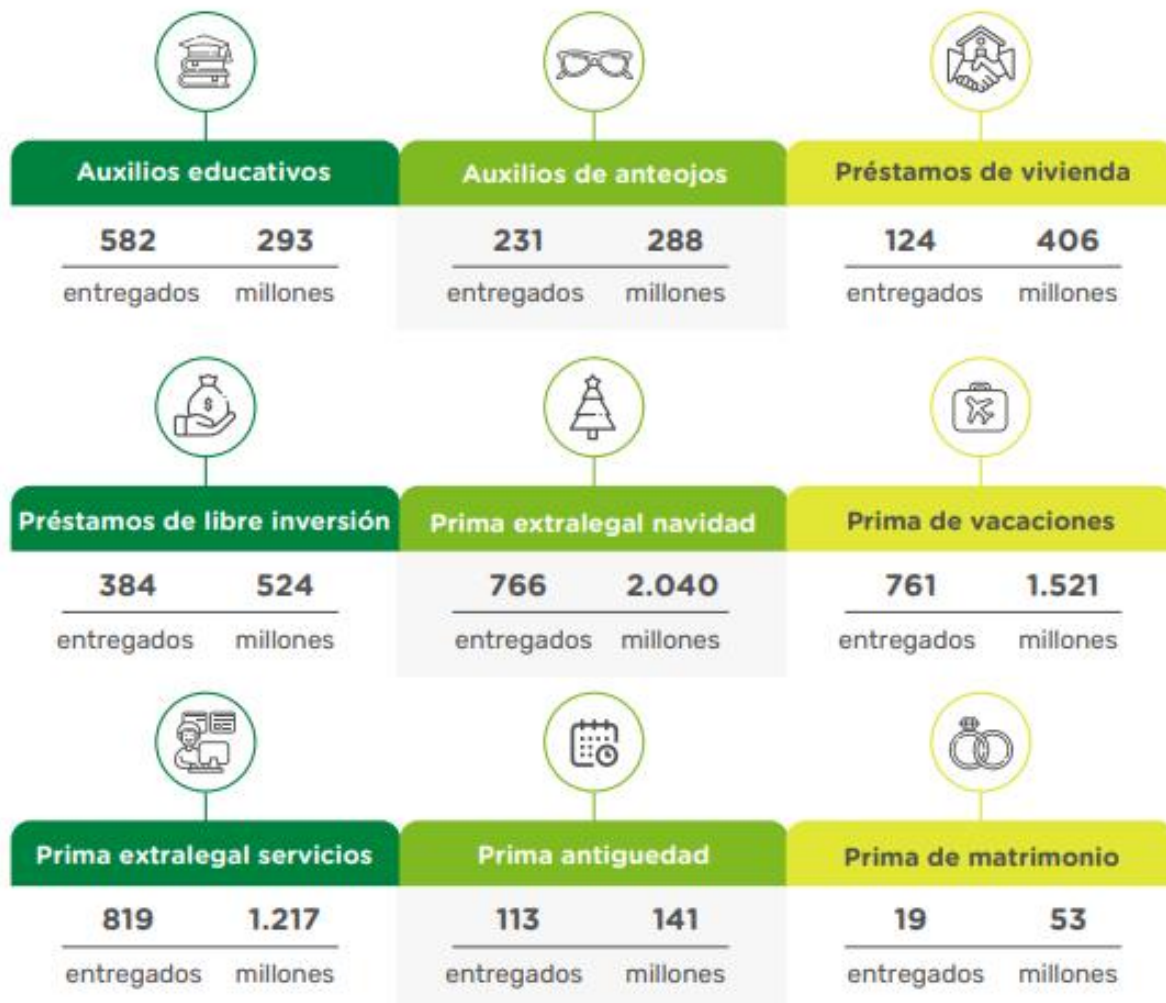 Auxilios educativos
582 293
entregados millones
Auxilios de anteojos
231 288
entregados millones
Préstamos de vivienda
124 406
entregados millones
Préstamos de libre inversión
384 524
entregados millones
Prima extralegal navidad
766 2.040
entregados millones
Prima de vacaciones
761 1.521
entregados millones
Prima extralegal servicios
819 1.217
entregados millones
Prima antiguedad
113 141
entregados millones
Prima de matrimonio
19 53
entregados millones